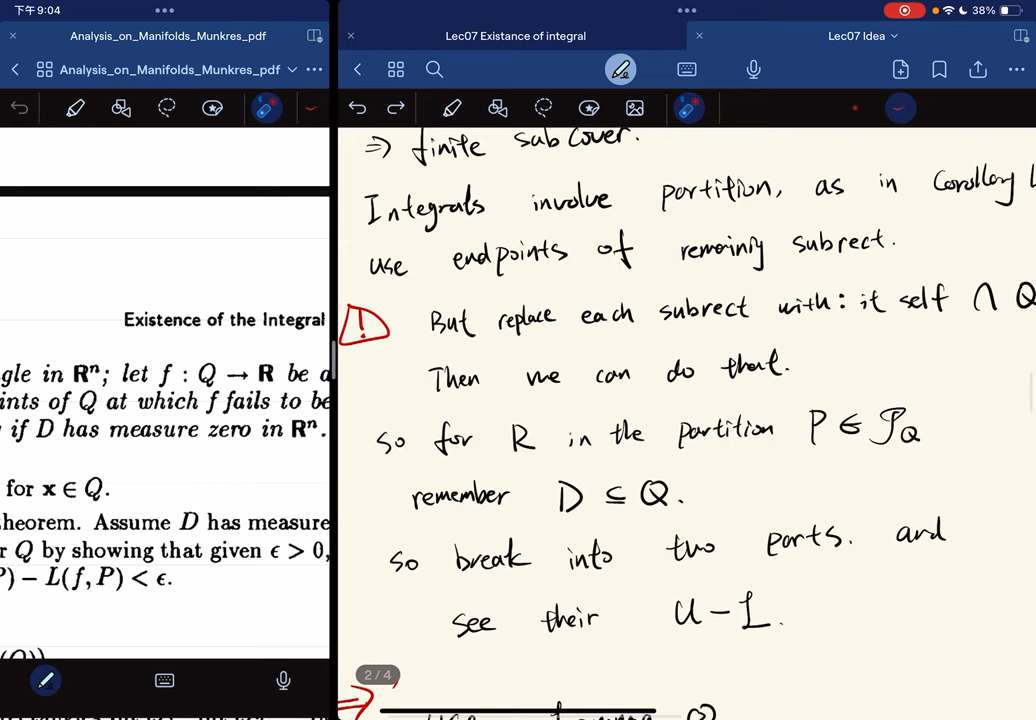 下午9:04
38%
Analysis_on_Manifolds_Munkres_pdf
Analysis_on_Manifolds_Munkres_pdf
Existence of the Integral
gle in Rⁿ; let f : Q → R be a
ints of Q at which f fails to be
if D has measure zero in Rⁿ.
for x ∈ Q.
heorem. Assume D has measure
r Q by showing that given ϵ > 0,
P) − L(f, P) < ϵ.
Lec07 Existance of integral
Lec07 Idea
⇒ finite subcover.
Integrals involve partition, as in Corollary
use endpoints of remainig subrect.
! But replace each subrect with: it self ∩ Q
Then we can do that.
so for R in the partition P ∈ 𝒫_Q
remember D ⊆ Q.
so break into two parts. and
see their U − L.
2/4
⇒